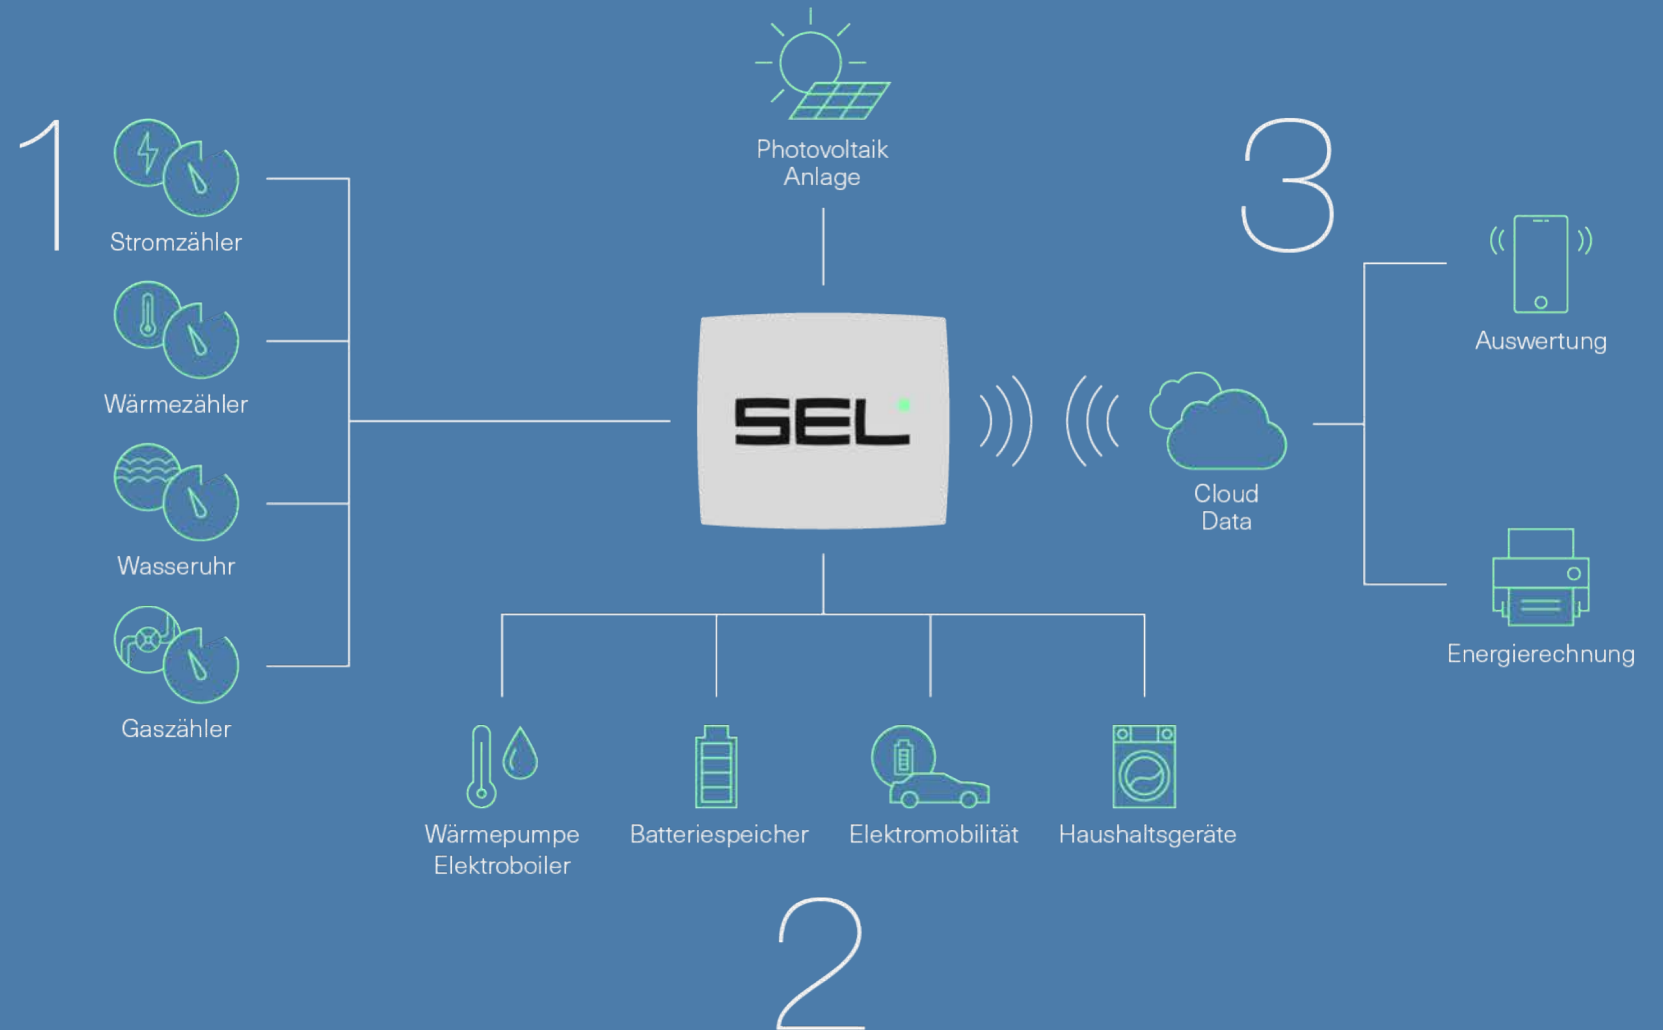 1
Stromzähler
Wärmezähler
Wasseruhr
Gaszähler
Photovoltaik
Anlage
SEL
Wärmepumpe
Elektroboiler
Batteriespeicher
Elektromobilität
Haushaltsgeräte
2
3
Cloud
Data
Auswertung
Energierechnung